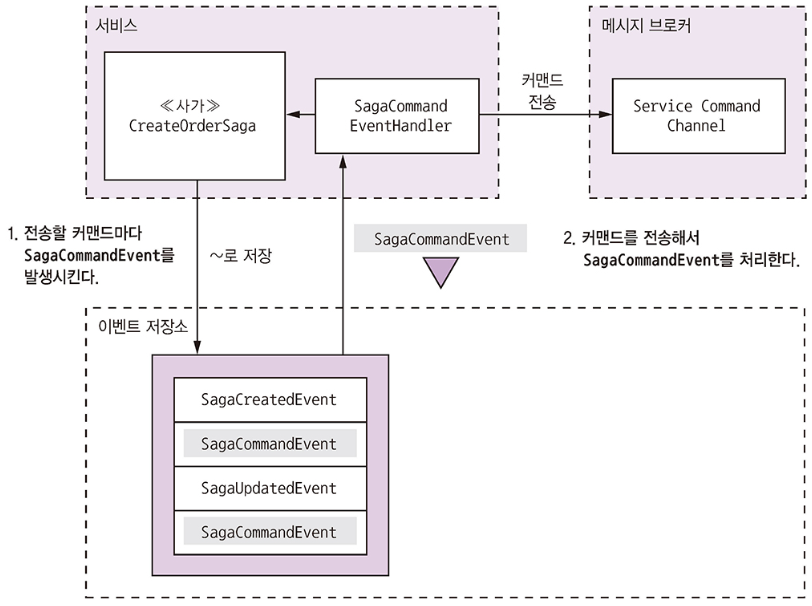 서비스
메시지 브로커
≪사가≫
CreateOrderSaga
SagaCommand
EventHandler
커맨드
전송
Service Command
Channel
1. 전송할 커맨드마다
SagaCommandEvent를
발생시킨다.
~로 저장
SagaCommandEvent
2. 커맨드를 전송해서
SagaCommandEvent를 처리한다.
이벤트 저장소
SagaCreatedEvent
SagaCommandEvent
SagaUpdatedEvent
SagaCommandEvent